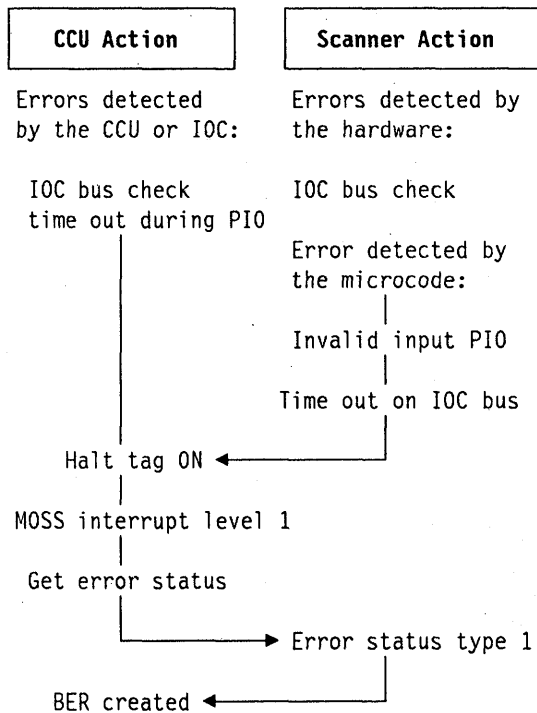 CCU Action
Scanner Action
Errors detected
by the CCU or IOC:
Errors detected by
the hardware:
IOC bus check
time out during PIO
IOC bus check
Error detected by
the microcode:
Invalid input PIO
Time out on IOC bus
Halt tag ON
MOSS interrupt level 1
Get error status
Error status type 1
BER created